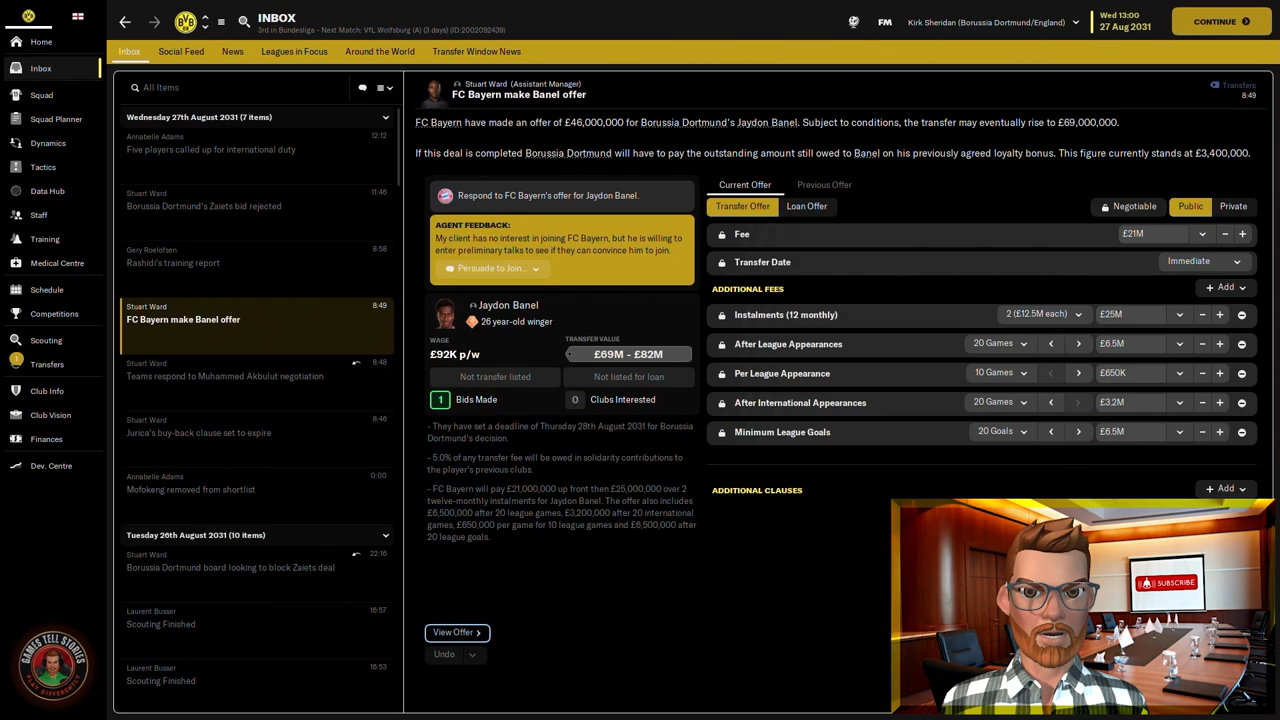 INBOX
3rd in Bundesliga - Next Match: VfL Wolfsburg (A) (3 days) (ID:2002092439)
FM
Kirk Sheridan (Borussia Dortmund/England)
Wed 13:00
27 Aug 2031
CONTINUE
Home
Inbox
Squad
Squad Planner
Dynamics
Tactics
Data Hub
Staff
Training
Medical Centre
Schedule
Competitions
Scouting
1
Transfers
Club Info
Club Vision
Finances
Dev. Centre
GAMES TELL STORIES
PLAY DIFFERENTLY
Inbox
Social Feed
News
Leagues in Focus
Around the World
Transfer Window News
All Items
Wednesday 27th August 2031 (7 items)
Annabelle Adams
12:12
Five players called up for international duty
Stuart Ward
11:46
Borussia Dortmund's Zaiets bid rejected
Gery Roelofsen
8:58
Rashidi's training report
Stuart Ward
8:49
FC Bayern make Banel offer
Stuart Ward
8:48
Teams respond to Muhammed Akbulut negotiation
Stuart Ward
8:46
Jurica's buy-back clause set to expire
Annabelle Adams
0:00
Mofokeng removed from shortlist
Tuesday 26th August 2031 (10 items)
Stuart Ward
22:16
Borussia Dortmund board looking to block Zaiets deal
Laurent Busser
16:57
Scouting Finished
Laurent Busser
16:53
Scouting Finished
Stuart Ward (Assistant Manager)
FC Bayern make Banel offer
Transfers
8:49
FC Bayern have made an offer of £46,000,000 for Borussia Dortmund's Jaydon Banel. Subject to conditions, the transfer may eventually rise to £69,000,000.
If this deal is completed Borussia Dortmund will have to pay the outstanding amount still owed to Banel on his previously agreed loyalty bonus. This figure currently stands at £3,400,000.
Respond to FC Bayern's offer for Jaydon Banel.
AGENT FEEDBACK:
My client has no interest in joining FC Bayern, but he is willing to
enter preliminary talks to see if they can convince him to join.
Persuade to Join...
Jaydon Banel
26 year-old winger
WAGE
£92K p/w
TRANSFER VALUE
£69M - £82M
Not transfer listed
Not listed for loan
1
Bids Made
0
Clubs Interested
- They have set a deadline of Thursday 28th August 2031 for Borussia
Dortmund's decision.
- 5.0% of any transfer fee will be owed in solidarity contributions to
the player's previous clubs.
- FC Bayern will pay £21,000,000 up front then £25,000,000 over 2
twelve-monthly instalments for Jaydon Banel. The offer also includes
£6,500,000 after 20 league games, £3,200,000 after 20 international
games, £650,000 per game for 10 league games and £6,500,000 after
20 league goals.
View Offer
Undo
Current Offer
Previous Offer
Transfer Offer
Loan Offer
Negotiable
Public
Private
Fee
£21M
Transfer Date
Immediate
ADDITIONAL FEES
+ Add
Instalments (12 monthly)
2 (£12.5M each)
£25M
After League Appearances
20 Games
£6.5M
Per League Appearance
10 Games
£650K
After International Appearances
20 Games
£3.2M
Minimum League Goals
20 Goals
£6.5M
ADDITIONAL CLAUSES
+ Add
SUBSCRIBE